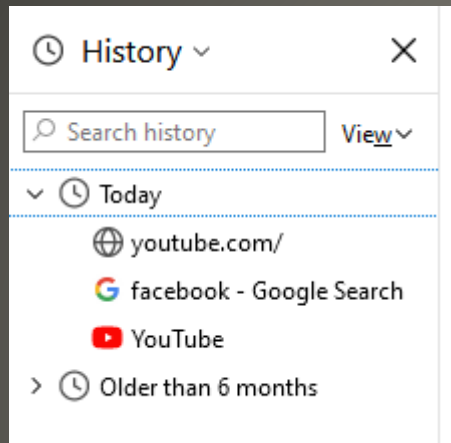 History
Search history View
Today
youtube.com/
facebook - Google Search
YouTube
Older than 6 months